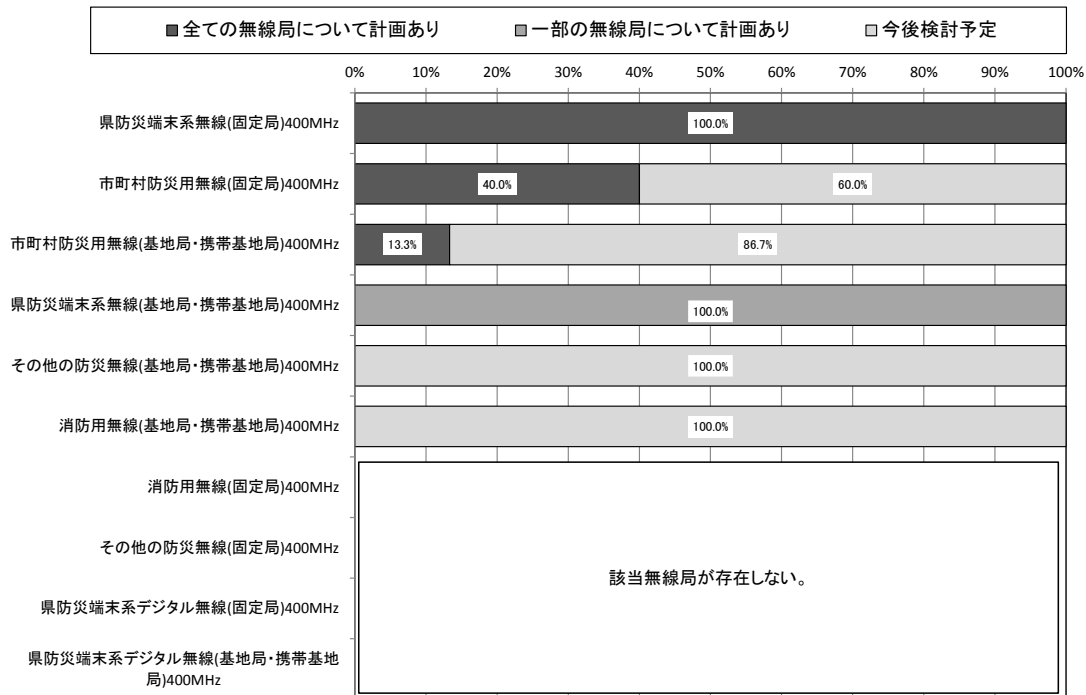 ■全ての無線局について計画あり ■一部の無線局について計画あり □今後検討予定
0% 10% 20% 30% 40% 50% 60% 70% 80% 90% 100%
県防災端末系無線(固定局)400MHz 100.0%
市町村防災用無線(固定局)400MHz 40.0% 60.0%
市町村防災用無線(基地局・携帯基地局)400MHz 13.3% 86.7%
県防災端末系無線(基地局・携帯基地局)400MHz 100.0%
その他の防災無線(基地局・携帯基地局)400MHz 100.0%
消防用無線(基地局・携帯基地局)400MHz 100.0%
消防用無線(固定局)400MHz
その他の防災無線(固定局)400MHz
該当無線局が存在しない。
県防災端末系デジタル無線(固定局)400MHz
県防災端末系デジタル無線(基地局・携帯基地
局)400MHz